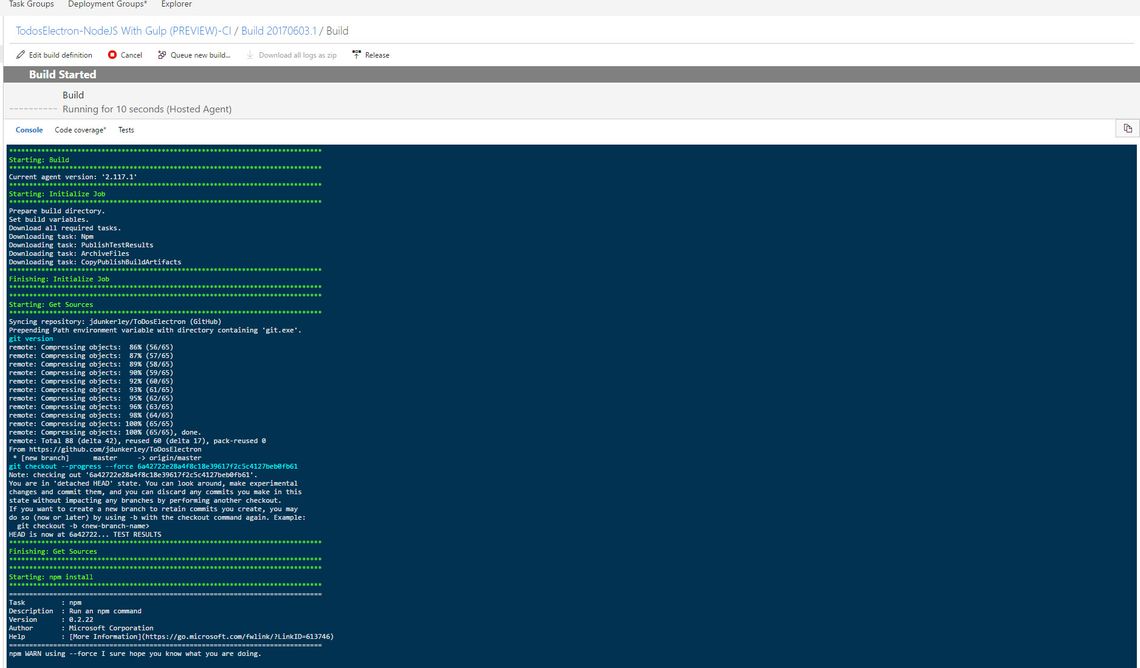 Task Groups Deployment Groups* Explorer
TodosElectron-NodeJS With Gulp (PREVIEW)-CI / Build 20170603.1 / Build
Edit build definition Cancel Queue new build... Download all logs as zip Release
Build Started
Build
Running for 10 seconds (Hosted Agent)
Console Code coverage* Tests
******************************************************************************
Starting: Build
******************************************************************************
Current agent version: '2.117.1'
******************************************************************************
Starting: Initialize Job
******************************************************************************
Prepare build directory.
Set build variables.
Download all required tasks.
Downloading task: Npm
Downloading task: PublishTestResults
Downloading task: ArchiveFiles
Downloading task: CopyPublishBuildArtifacts
******************************************************************************
Finishing: Initialize Job
******************************************************************************
******************************************************************************
Starting: Get Sources
******************************************************************************
Syncing repository: jdunkerley/ToDosElectron (GitHub)
Prepending Path environment variable with directory containing 'git.exe'.
git version
remote: Compressing objects:  86% (56/65)
remote: Compressing objects:  87% (57/65)
remote: Compressing objects:  89% (58/65)
remote: Compressing objects:  90% (59/65)
remote: Compressing objects:  92% (60/65)
remote: Compressing objects:  93% (61/65)
remote: Compressing objects:  95% (62/65)
remote: Compressing objects:  96% (63/65)
remote: Compressing objects:  98% (64/65)
remote: Compressing objects: 100% (65/65)
remote: Compressing objects: 100% (65/65), done.
remote: Total 88 (delta 42), reused 60 (delta 17), pack-reused 0
From https://github.com/jdunkerley/ToDosElectron
* [new branch]      master     -> origin/master
git checkout --progress --force 6a42722e28a4f8c18e39617f2c5c4127beb0fb61
Note: checking out '6a42722e28a4f8c18e39617f2c5c4127beb0fb61'.
You are in 'detached HEAD' state. You can look around, make experimental
changes and commit them, and you can discard any commits you make in this
state without impacting any branches by performing another checkout.
If you want to create a new branch to retain commits you create, you may
do so (now or later) by using -b with the checkout command again. Example:
git checkout -b <new-branch-name>
HEAD is now at 6a42722... TEST RESULTS
******************************************************************************
Finishing: Get Sources
******************************************************************************
******************************************************************************
Starting: npm install
******************************************************************************
==============================================================================
Task         : npm
Description  : Run an npm command
Version      : 0.2.22
Author       : Microsoft Corporation
Help         : [More Information](https://go.microsoft.com/fwlink/?LinkID=613746)
==============================================================================
npm WARN using --force I sure hope you know what you are doing.